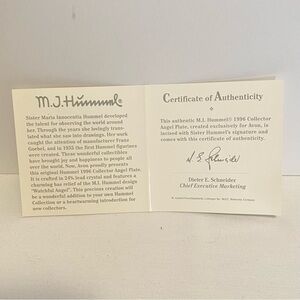 M.J. Hummel®
Sister Maria Innocentia Hummel developed
the talent for observing the world around
her. Through the years she lovingly trans-
lated what she saw into drawings. Her work
caught the attention of manufacturer Franz
Goebel, and in 1935 the first Hummel figurines
were created. These wonderful collectibles
have brought joy and happiness to people all
over the world. Now, Avon proudly presents
this original Hummel 1996 Collector Angel Plate.
It is crafted in 24% lead crystal and features a
charming bas relief of the M.I. Hummel design
"Watchful Angel". This precious creation will
be a wonderful addition to your own Hummel
Collection or a heartwarming introduction for
new collectors.
Certificate of Authenticity
This authentic M.I. Hummel® 1996 Collector
Angel Plate, created exclusively for Avon, is
incised with Sister Hummel's signature and
comes with this certificate of authenticity.
Dieter E. Schneider
Chief Executive Marketing